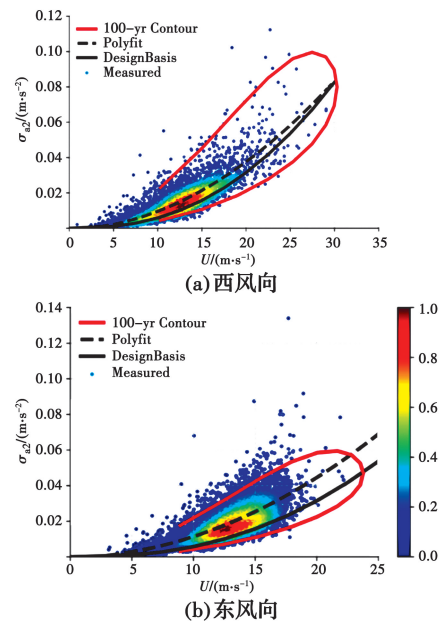 0.12
0.10
0.08
0.06
0.04
0.02
σa2/(m·s⁻²)
100-yr Contour
Polyfit
DesignBasis
Measured
0 5 10 15 20 25 30 35
U/(m·s⁻¹)
(a)西风向
0.14
0.12
0.10
0.08
0.06
0.04
0.02
σa2/(m·s⁻²)
100-yr Contour
Polyfit
DesignBasis
Measured
0 5 10 15 20 25
U/(m·s⁻¹)
1.0
0.8
0.6
0.4
0.2
0.0
(b)东风向